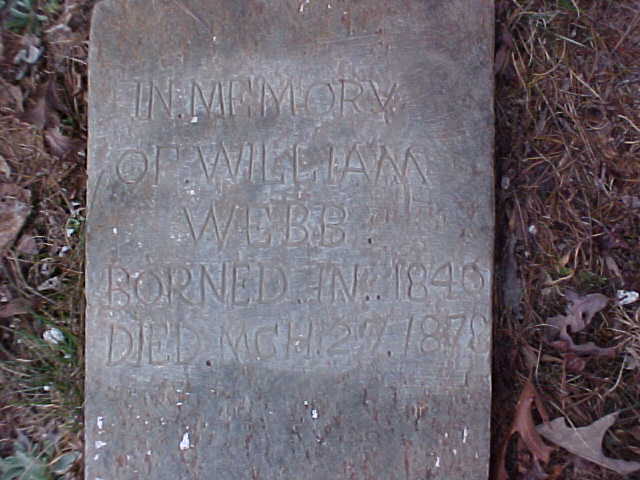 IN. MEMORY
OF. WILLIAM
WEBB
BORNED. IN. 1840
DIED MCH. 27. 1878